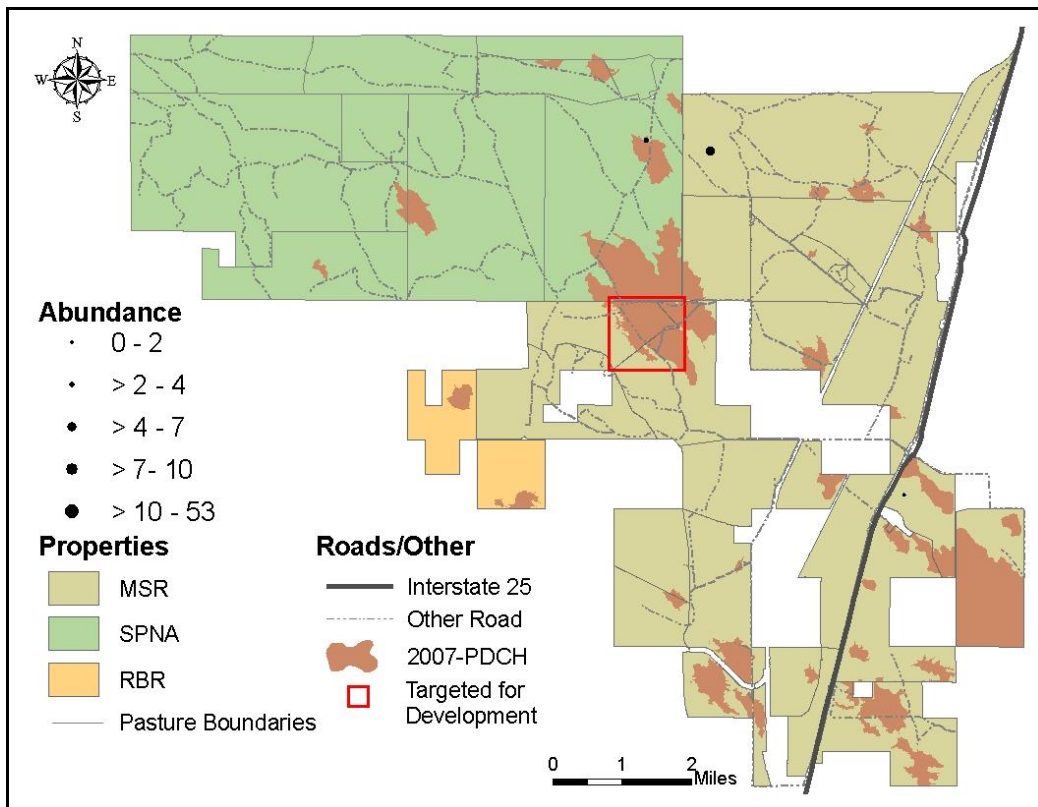 N
W E
S
Abundance
0 - 2
> 2 - 4
> 4 - 7
> 7- 10
> 10 - 53
Properties
MSR
SPNA
RBR
Pasture Boundaries
Roads/Other
Interstate 25
Other Road
2007-PDCH
Targeted for
Development
0 1 2
Miles